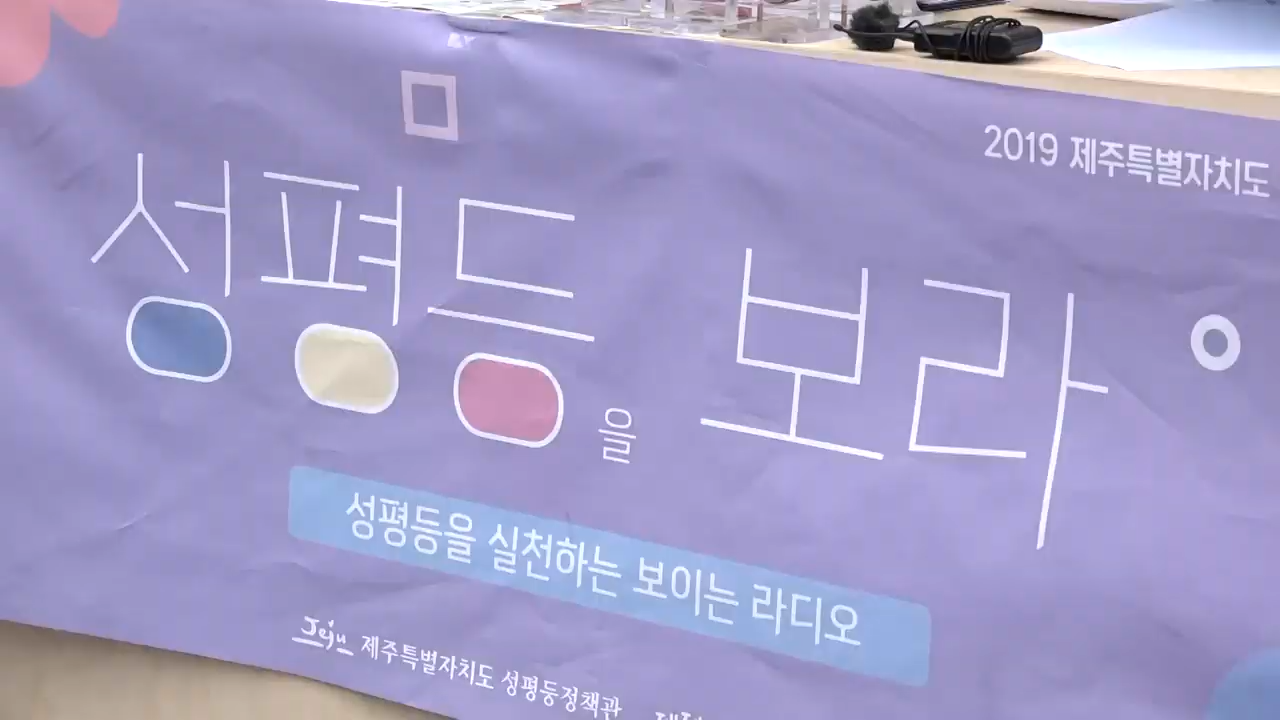 2019 제주특별자치도
성평등을 보라
성평등을 실천하는 보이는 라디오
Jeju 제주특별자치도 성평등정책관